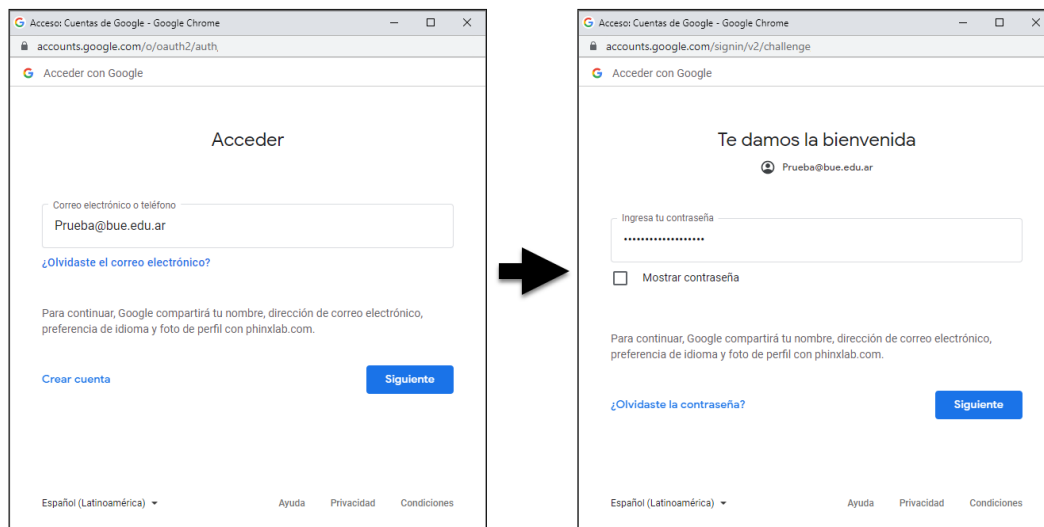 Acceso: Cuentas de Google - Google Chrome
accounts.google.com/o/oauth2/auth
Acceder con Google
Acceder
Correo electrónico o teléfono
Prueba@bue.edu.ar
¿Olvidaste el correo electrónico?
Para continuar, Google compartirá tu nombre, dirección de correo electrónico,
preferencia de idioma y foto de perfil con phinxlab.com.
Crear cuenta
Siguiente
Español (Latinoamérica)
Ayuda
Privacidad
Condiciones
Acceso: Cuentas de Google - Google Chrome
accounts.google.com/signin/v2/challenge
Acceder con Google
Te damos la bienvenida
Prueba@bue.edu.ar
Ingresa tu contraseña
•••••••••••••••••••
Mostrar contraseña
Para continuar, Google compartirá tu nombre, dirección de correo electrónico,
preferencia de idioma y foto de perfil con phinxlab.com.
¿Olvidaste la contraseña?
Siguiente
Español (Latinoamérica)
Ayuda
Privacidad
Condiciones